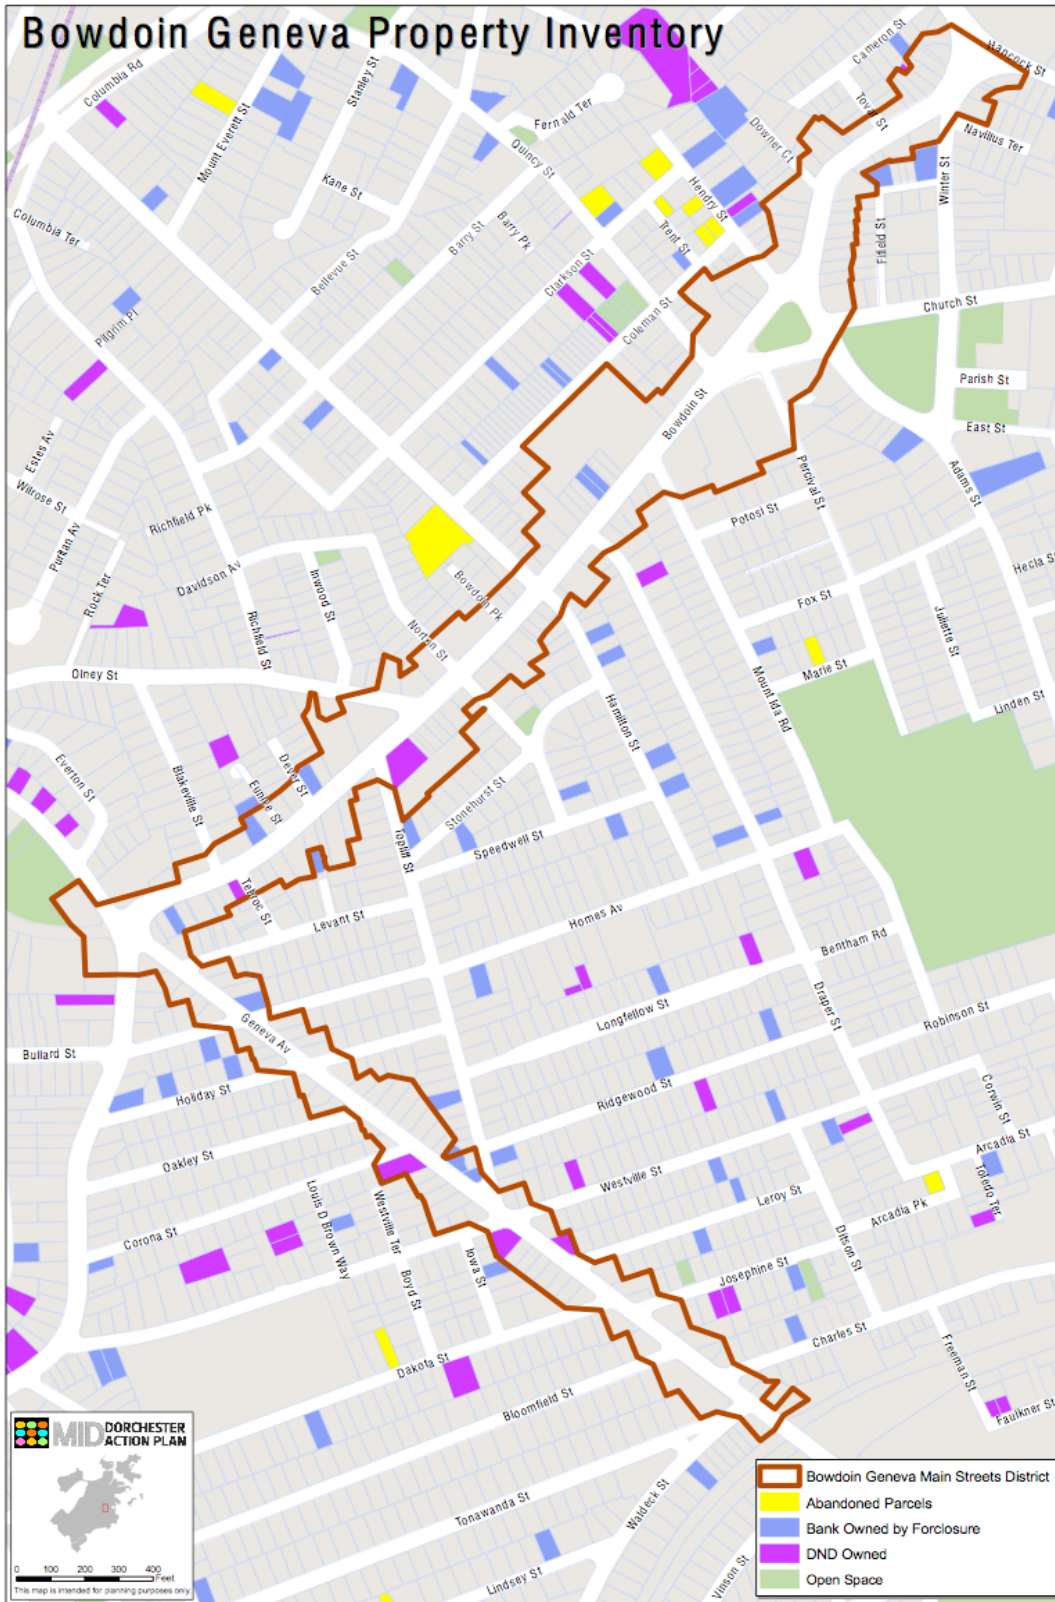 Bowdoin Geneva Property Inventory
Columbia Rd
Stanley St
Cameron St
Hancock St
Mount Everett St
Fernald Ter
Toval St
Downer Ct
Navillus Ter
Quincy St
Kane St
Hendry St
Winter St
Columbia Ter
Barry St
Barry Pk
Trent St
Fifield St
Bellevue St
Clarkson St
Coleman St
Church St
Pilgrim Pl
Parish St
Bowdoin St
East St
Estes Av
Adams St
Percival St
Wilrose St
Richfield Pk
Potosi St
Puritan Av
Hecla St
Davidson Av
Inwood St
Bowdoin Pk
Rock Ter
Fox St
Richfield St
Norton St
Juliette St
Olney St
Marie St
Mount Ida Rd
Linden St
Hamilton St
Everton St
Dever St
Eunice St
Blakeville St
Stonehurst St
Topliff St
Speedwell St
Tebroc St
Levant St
Homes Av
Bentham Rd
Longfellow St
Draper St
Robinson St
Geneva Av
Bullard St
Holiday St
Ridgewood St
Corwin St
Oakley St
Arcadia St
Westville St
Toledo Ter
Leroy St
Arcadia Pk
Louis D Brown Way
Westville Ter
Corona St
Ditson St
Iowa St
Boyd St
Josephine St
Charles St
Dakota St
Freeman St
Bloomfield St
Faulkner St
MID DORCHESTER
ACTION PLAN
Waldeck St
Tonawanda St
Lindsey St
Vinson St
0 100 200 300 400
Feet
This map is intended for planning purposes only
Bowdoin Geneva Main Streets District
Abandoned Parcels
Bank Owned by Forclosure
DND Owned
Open Space